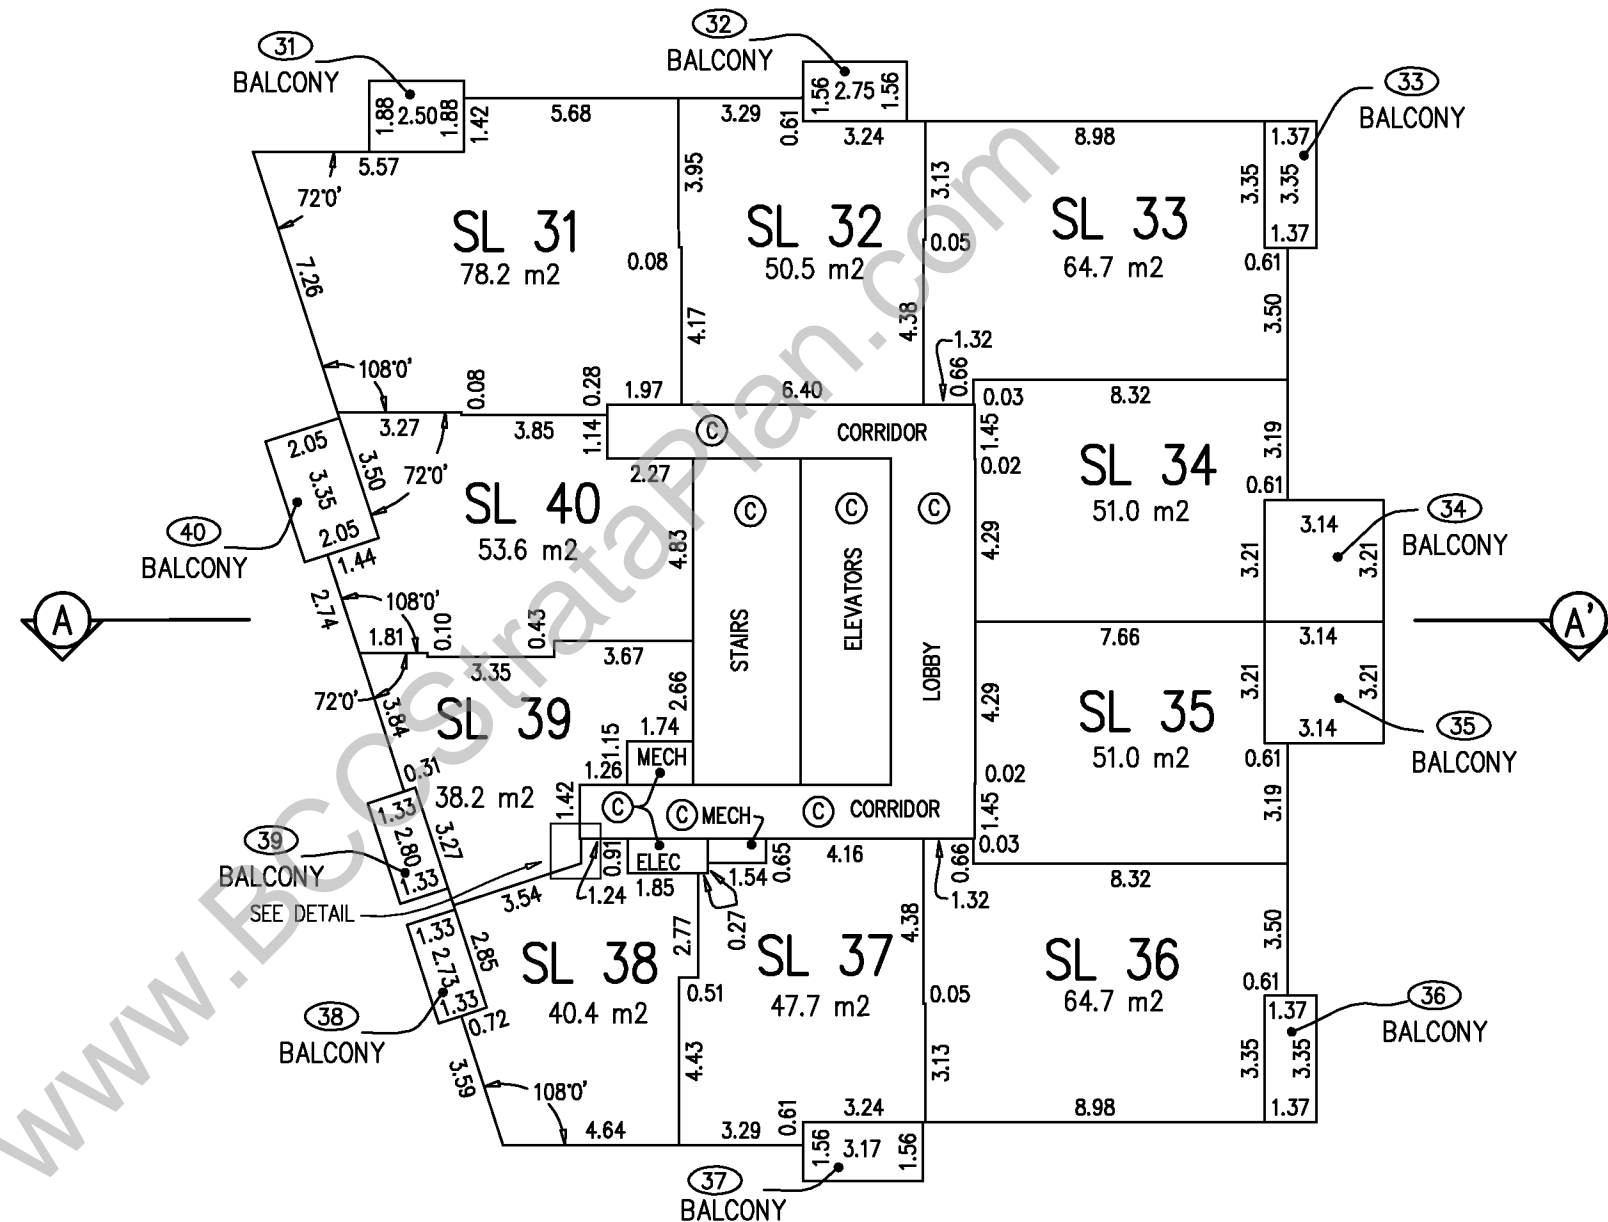 31
BALCONY
32
BALCONY
33
BALCONY
1.88
2.50
1.88
1.42
5.68
3.29
0.61
1.56
2.75
1.56
3.24
8.98
1.37
3.35
3.35
1.37
5.57
72°0'
3.95
3.13
SL 31
78.2 m2
SL 32
50.5 m2
SL 33
64.7 m2
0.08
0.05
0.61
7.26
4.17
4.38
3.50
108°0'
0.08
0.28
1.97
6.40
0.66
1.32
0.03
8.32
3.27
3.85
1.14
C
CORRIDOR
1.45
3.19
2.05
3.50
3.35
2.05
72°0'
2.27
0.02
0.61
SL 40
53.6 m2
SL 34
51.0 m2
40
BALCONY
34
BALCONY
C
C
C
4.83
4.29
3.14
3.21
3.21
1.44
2.74
108°0'
A
A'
1.81
0.10
0.43
3.35
3.67
STAIRS
ELEVATORS
LOBBY
7.66
3.14
72°0'
3.84
2.66
4.29
3.21
3.21
SL 39
38.2 m2
SL 35
51.0 m2
3.14
35
BALCONY
1.74
1.15
MECH
1.26
0.31
1.42
0.02
0.61
C
C
MECH
C
CORRIDOR
1.45
3.19
1.33
2.80
1.33
3.27
39
BALCONY
SEE DETAIL
3.54
1.24
0.91
ELEC
1.85
1.54
0.65
4.16
0.66
0.03
1.32
8.32
0.27
1.33
2.73
1.33
2.85
2.77
4.38
3.50
SL 38
40.4 m2
SL 37
47.7 m2
SL 36
64.7 m2
0.51
0.05
0.61
38
BALCONY
0.72
3.59
108°0'
4.43
3.13
1.37
3.35
3.35
1.37
36
BALCONY
4.64
3.29
0.61
3.24
8.98
1.56
3.17
1.56
37
BALCONY
www.BCCStrataPlan.com